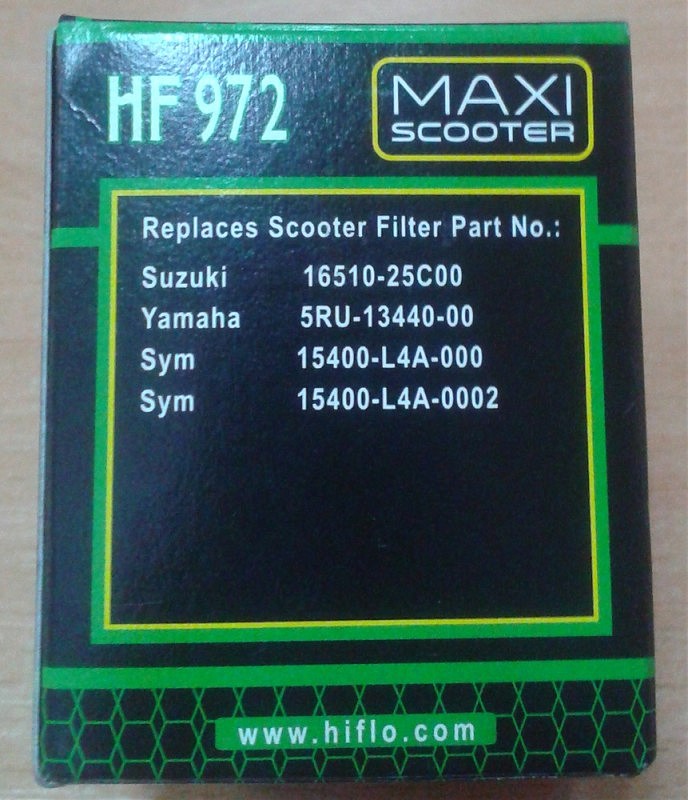 HF 972
MAXI
SCOOTER
Replaces Scooter Filter Part No.:
Suzuki 16510-25C00
Yamaha 5RU-13440-00
Sym 15400-L4A-000
Sym 15400-L4A-0002
www.hiflo.com